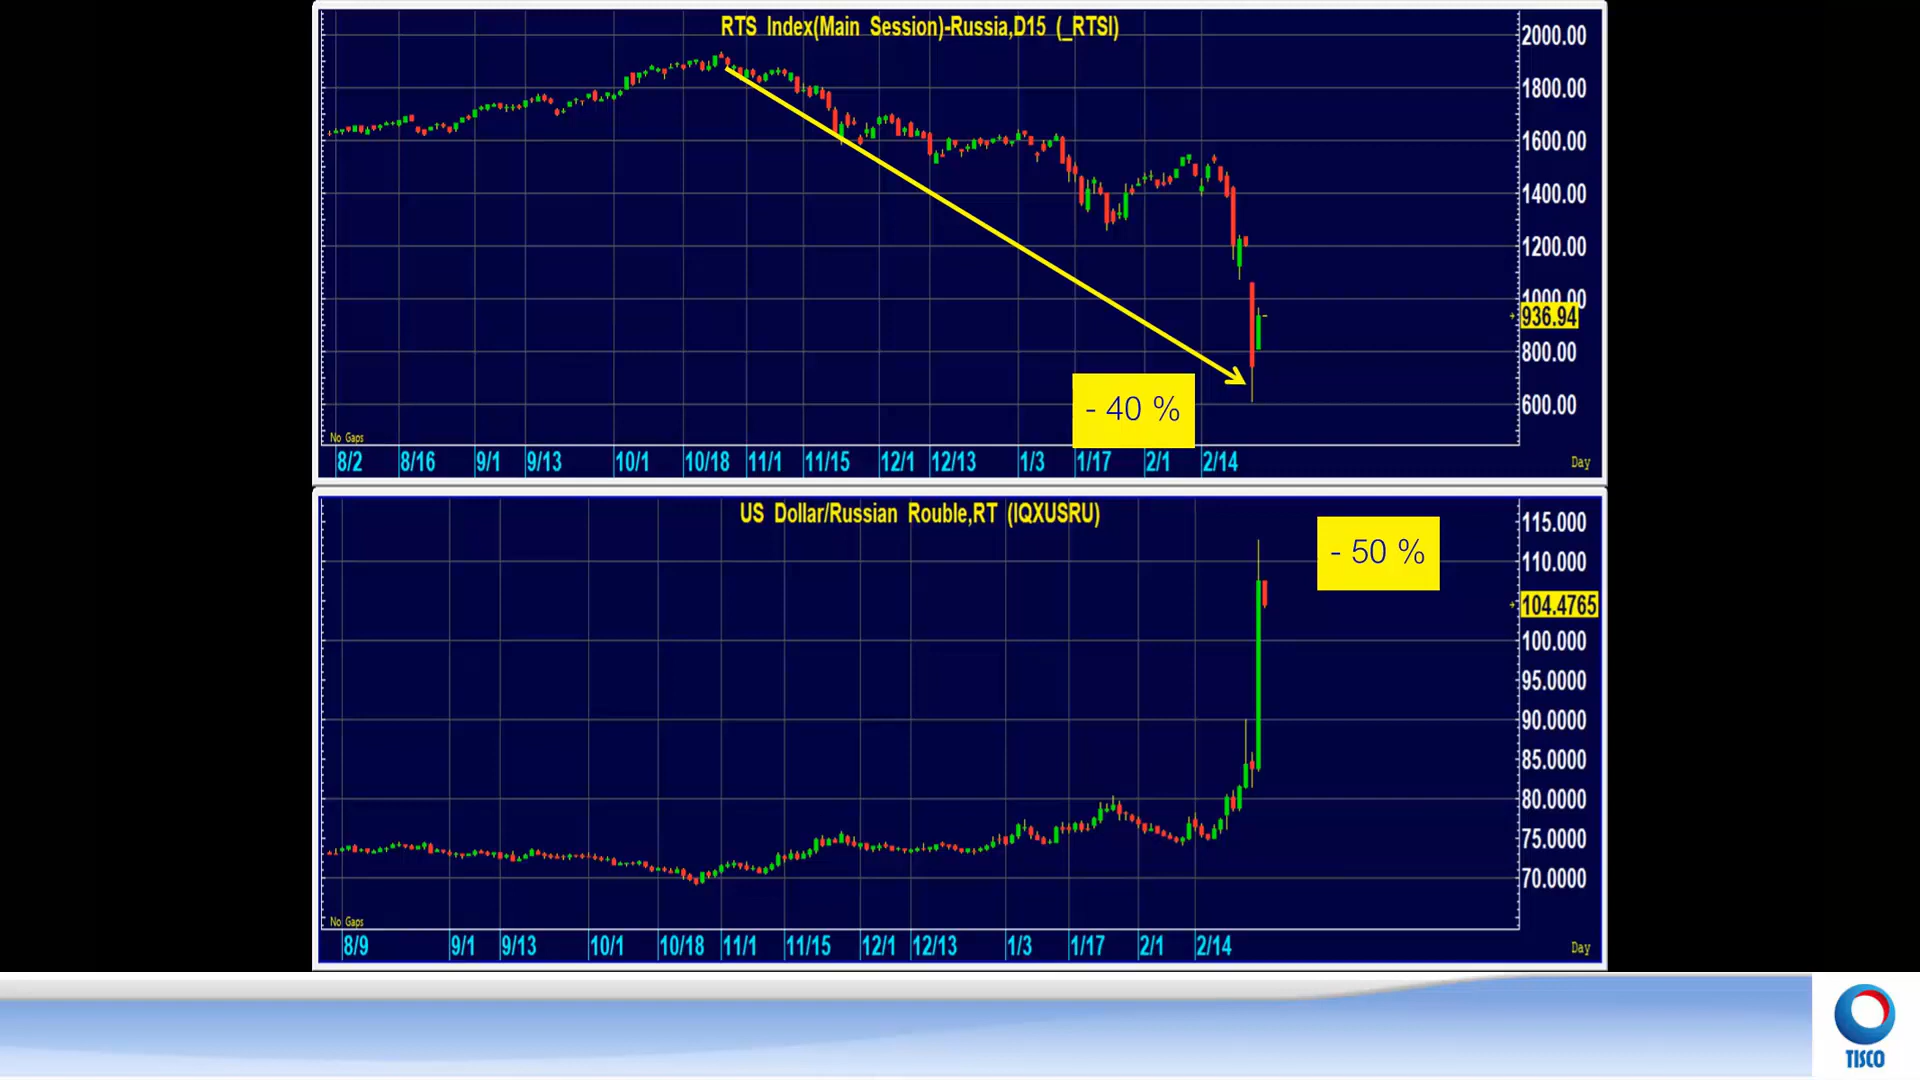 RTS Index(Main Session)-Russia,D15 (_RTSI)
2000.00
1800.00
1600.00
1400.00
1200.00
1000.00
936.94
800.00
600.00
- 40 %
No Gaps
8/2 8/16 9/1 9/13 10/1 10/18 11/1 11/15 12/1 12/13 1/3 1/17 2/1 2/14 Day
US Dollar/Russian Rouble,RT (IQXUSRU)
- 50 %
115.000
110.000
104.4765
100.000
95.0000
90.0000
85.0000
80.0000
75.0000
70.0000
No Gaps
8/9 9/1 9/13 10/1 10/18 11/1 11/15 12/1 12/13 1/3 1/17 2/1 2/14 Day
TISCO